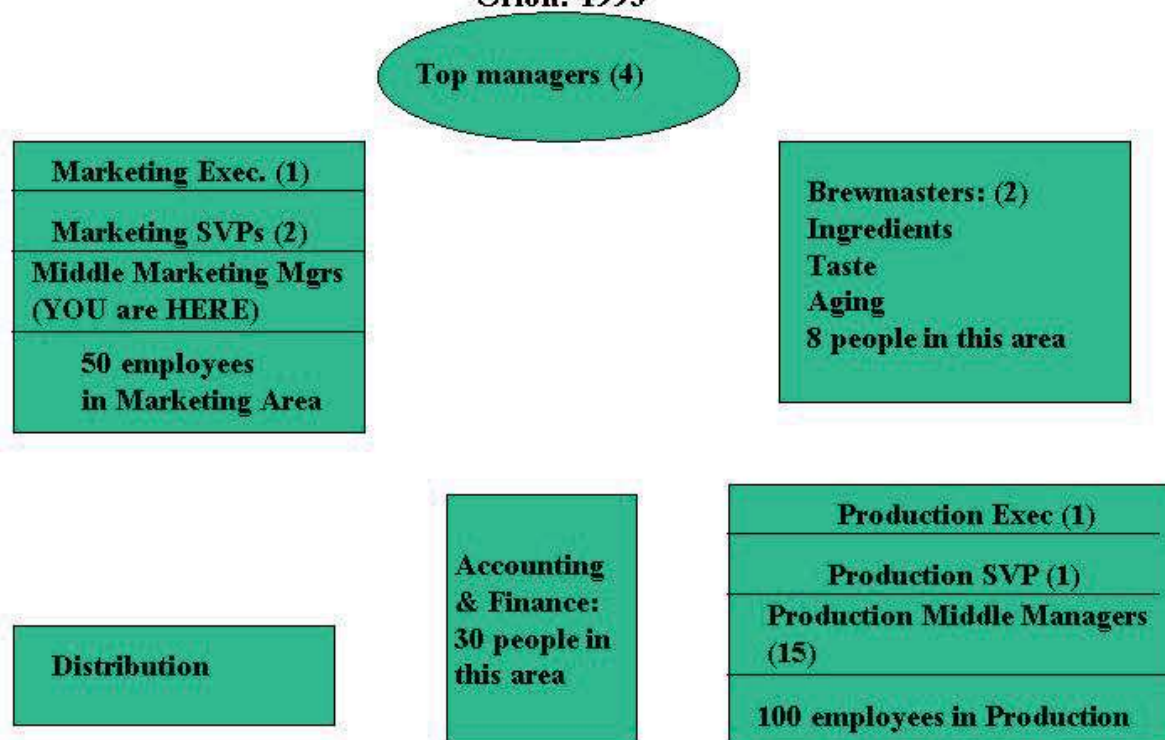 Orion: 1995
Top managers (4)
Marketing Exec. (1)
Marketing SVPs (2)
Middle Marketing Mgrs
(YOU are HERE)
50 employees
in Marketing Area
Brewmasters: (2)
Ingredients
Taste
Aging
8 people in this area
Distribution
Accounting
& Finance:
30 people in
this area
Production Exec (1)
Production SVP (1)
Production Middle Managers
(15)
100 employees in Production